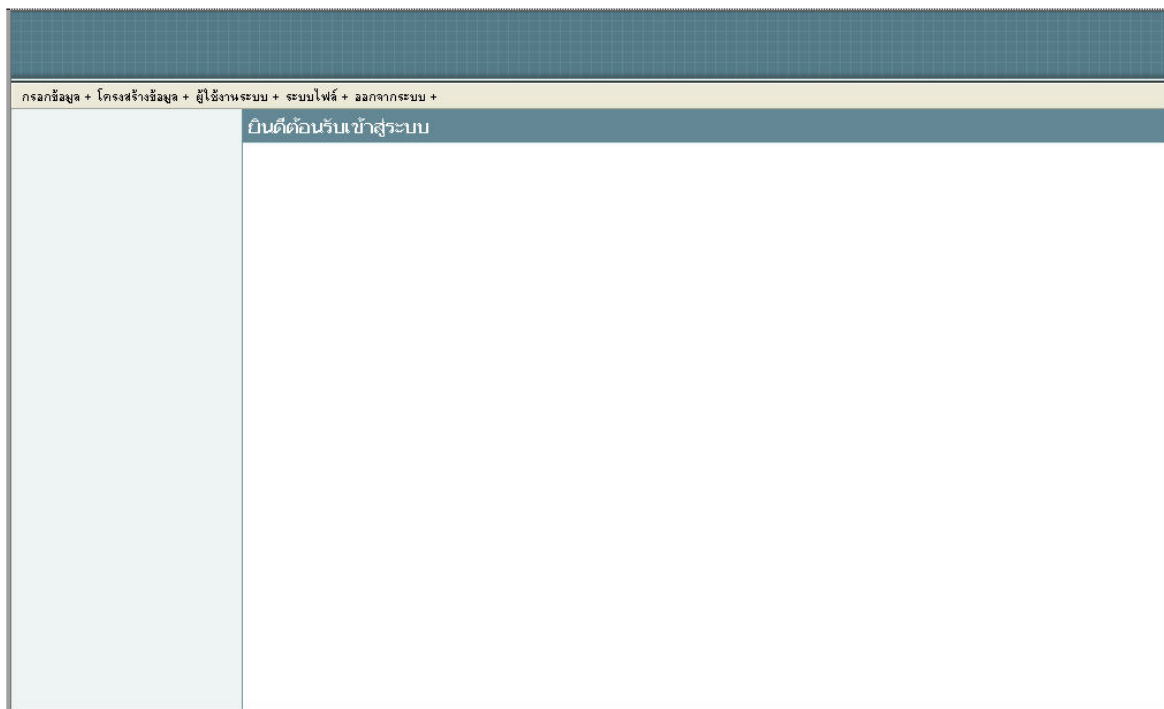 กรอกข้อมูล + โครงสร้างข้อมูล + ผู้ใช้งานระบบ + ระบบไฟล์ + ออกจากระบบ +
ยินดีต้อนรับเข้าสู่ระบบ